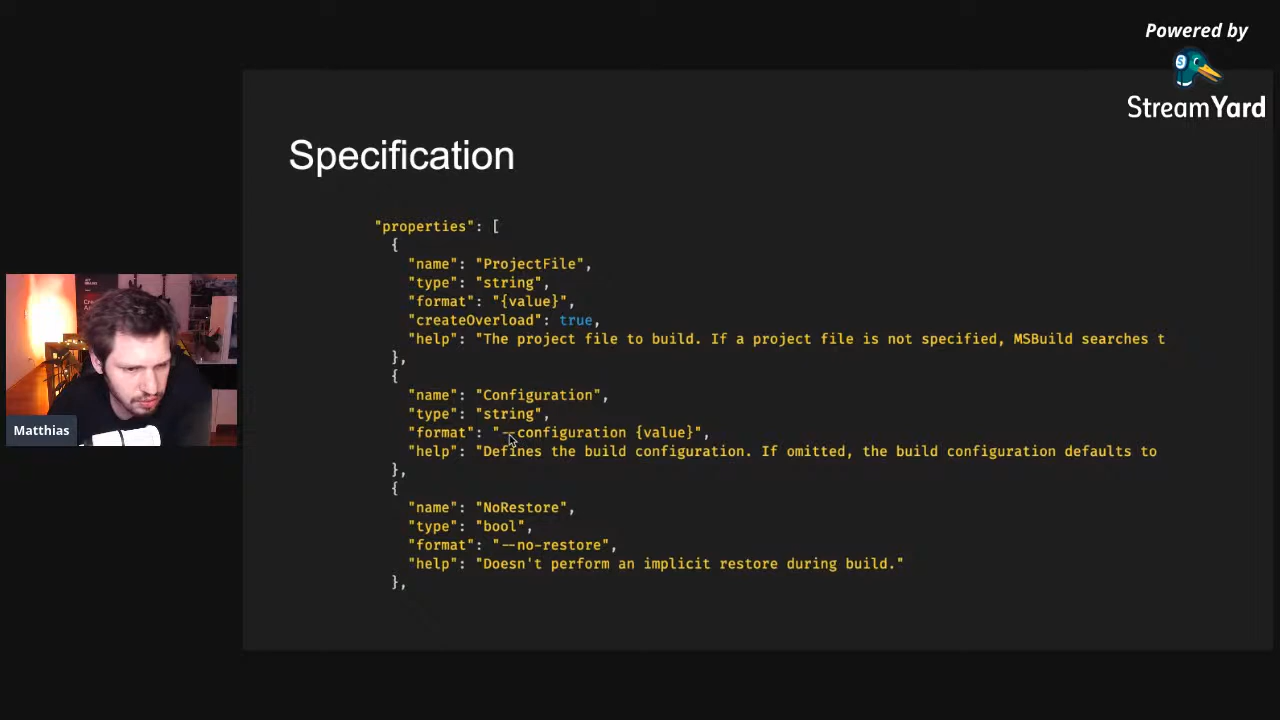 Powered by
StreamYard
Specification
"properties": [
{
"name": "ProjectFile",
"type": "string",
"format": "{value}",
"createOverload": true,
"help": "The project file to build. If a project file is not specified, MSBuild searches t
},
{
"name": "Configuration",
"type": "string",
"format": "--configuration {value}",
"help": "Defines the build configuration. If omitted, the build configuration defaults to
},
{
"name": "NoRestore",
"type": "bool",
"format": "--no-restore",
"help": "Doesn't perform an implicit restore during build."
},
Matthias